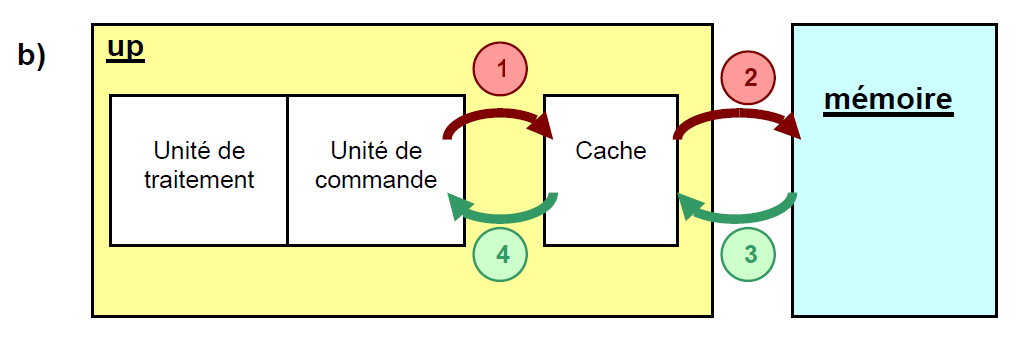 b)
up
1
2
mémoire
Unité de
traitement
Unité de
commande
Cache
4
3